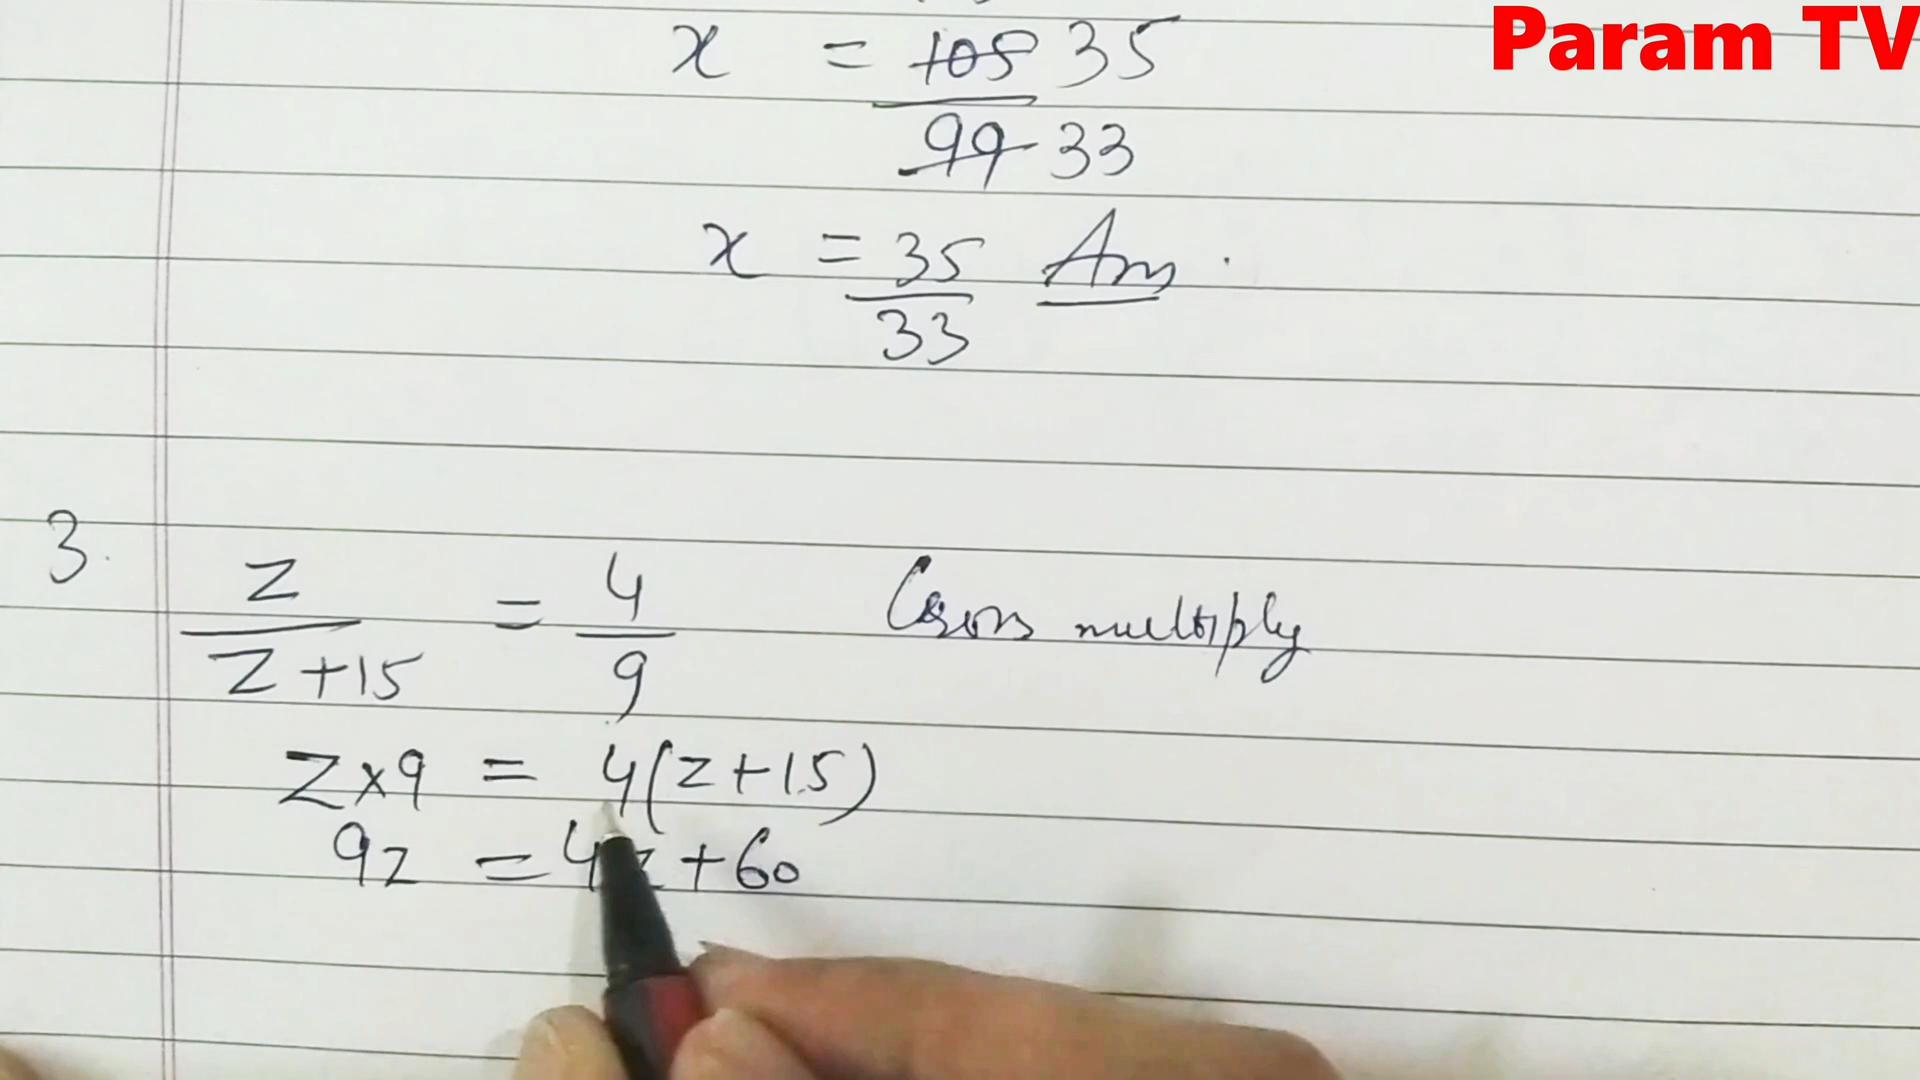 Param TV
x = 105 35
99 33
x = 35 Ans.
33
3.
z = 4 Cross multiply
z+15 9
z×9 = 4(z+15)
9z = 4z+60